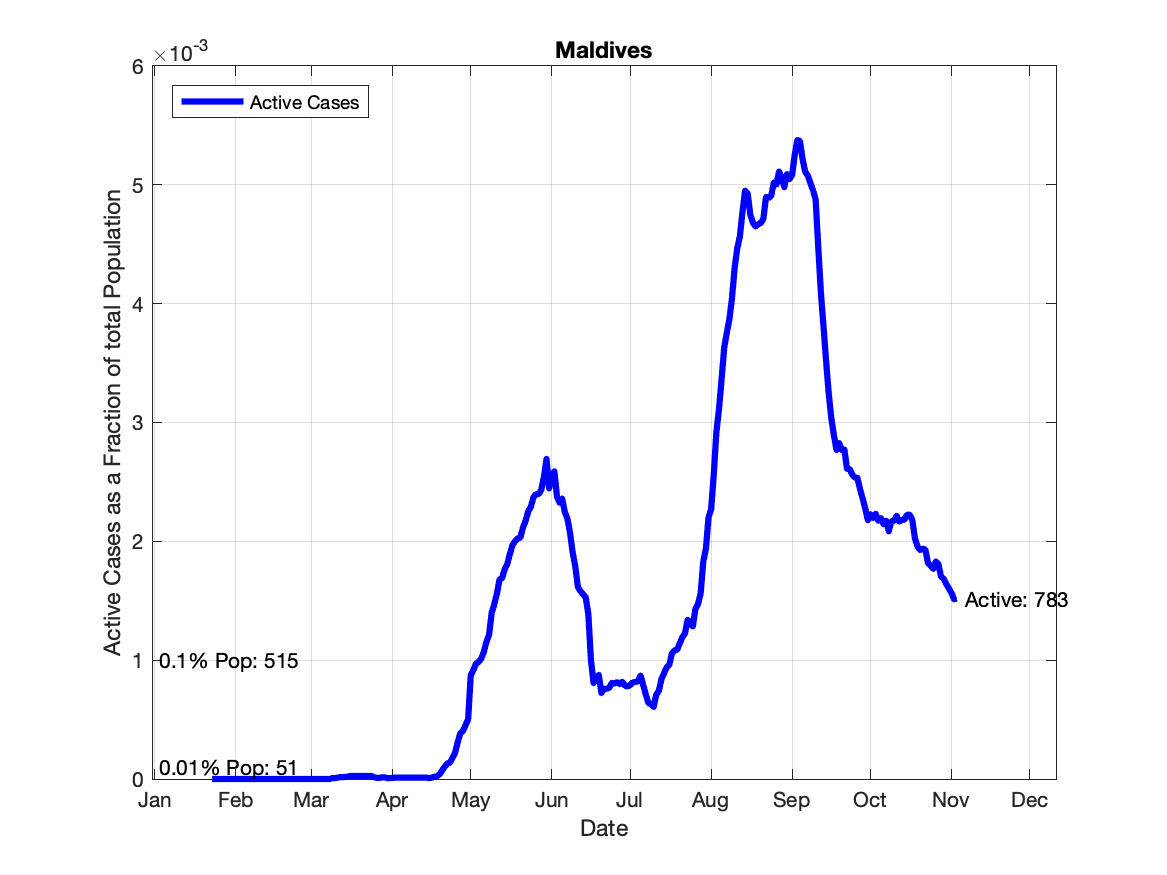 Maldives
×10⁻³
6
5
4
3
2
1
0
Active Cases as a Fraction of total Population
Active Cases
Active: 783
0.1% Pop: 515
0.01% Pop: 51
Jan Feb Mar Apr May Jun Jul Aug Sep Oct Nov Dec
Date